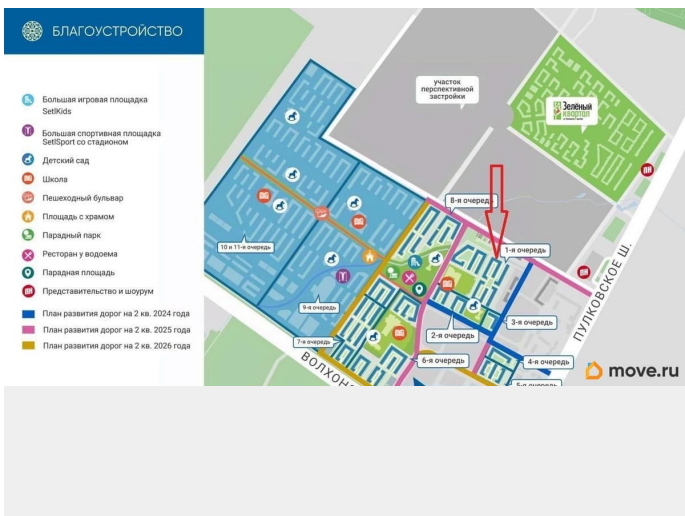 БЛАГОУСТРОЙСТВО
Большая игровая площадка
SetlKids
Большая спортивная площадка
SetlSport со стадионом
Детский сад
Школа
Пешеходный бульвар
Площадь с храмом
Парадный парк
Ресторан у водоема
Парадная площадь
Представительство и шоурум
План развития дорог на 2 кв. 2024 года
План развития дорог на 2 кв. 2025 года
План развития дорог на 2 кв. 2026 года
участок
перспективной
застройки
Зелёный
квартал
8-я очередь
1-я очередь
10 и 11-я очередь
9-я очередь
3-я очередь
2-я очередь
7-я очередь
6-я очередь
4-я очередь
5-я очередь
ПУЛКОВСКОЕ Ш.
move.ru